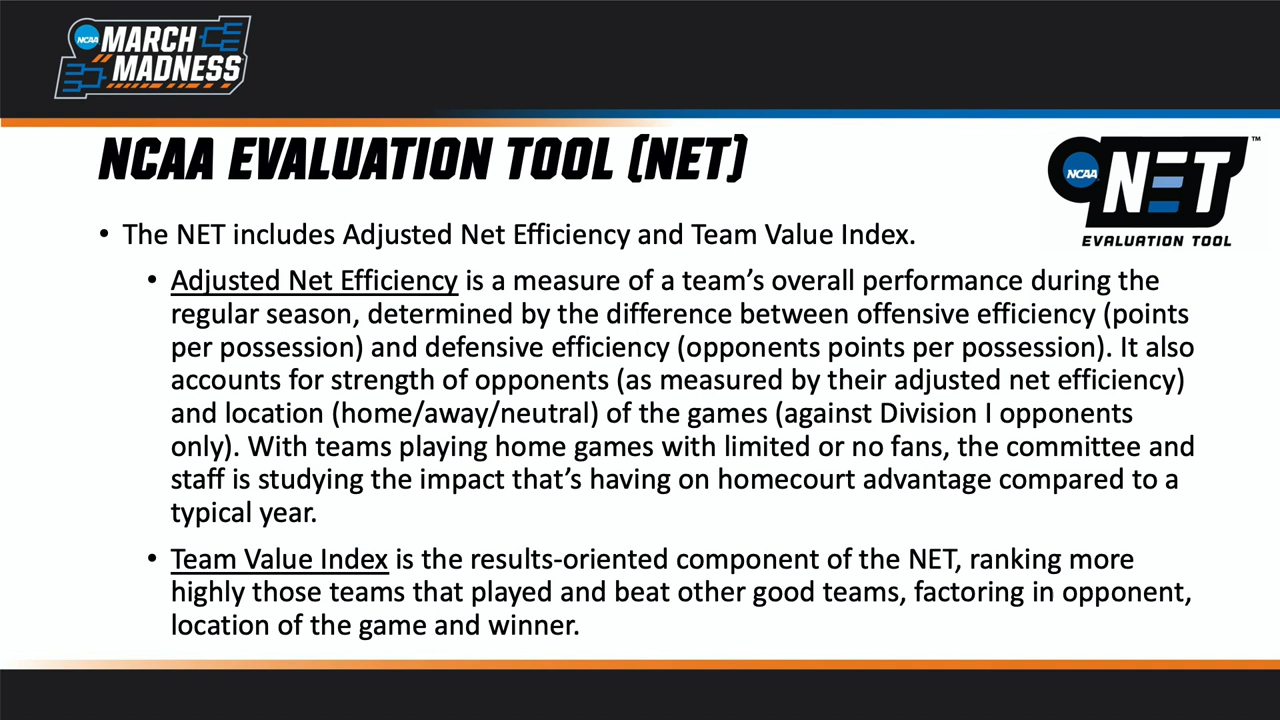 NCAA
MARCH
MADNESS
NCAA EVALUATION TOOL (NET)
NCAA
NET™
EVALUATION TOOL
• The NET includes Adjusted Net Efficiency and Team Value Index.
• Adjusted Net Efficiency is a measure of a team’s overall performance during the
regular season, determined by the difference between offensive efficiency (points
per possession) and defensive efficiency (opponents points per possession). It also
accounts for strength of opponents (as measured by their adjusted net efficiency)
and location (home/away/neutral) of the games (against Division I opponents
only). With teams playing home games with limited or no fans, the committee and
staff is studying the impact that’s having on homecourt advantage compared to a
typical year.
• Team Value Index is the results-oriented component of the NET, ranking more
highly those teams that played and beat other good teams, factoring in opponent,
location of the game and winner.